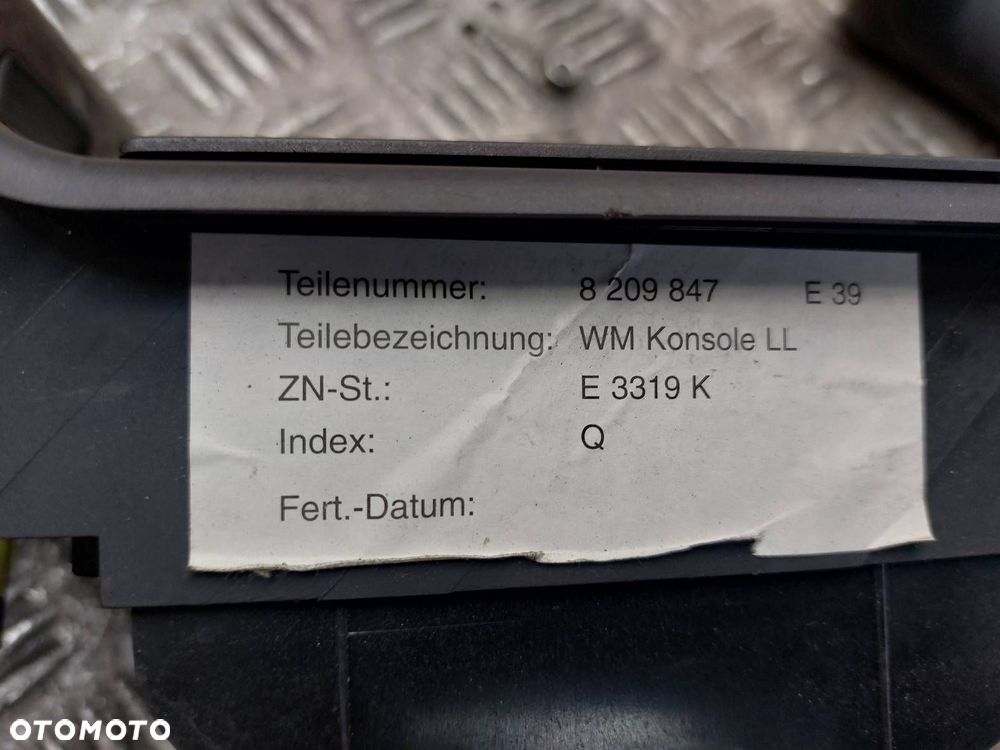 Teilenummer: 8 209 847 E 39
Teilebezeichnung: WM Konsole LL
ZN-St.: E 3319 K
Index: Q
Fert.-Datum:
OTOMOTO